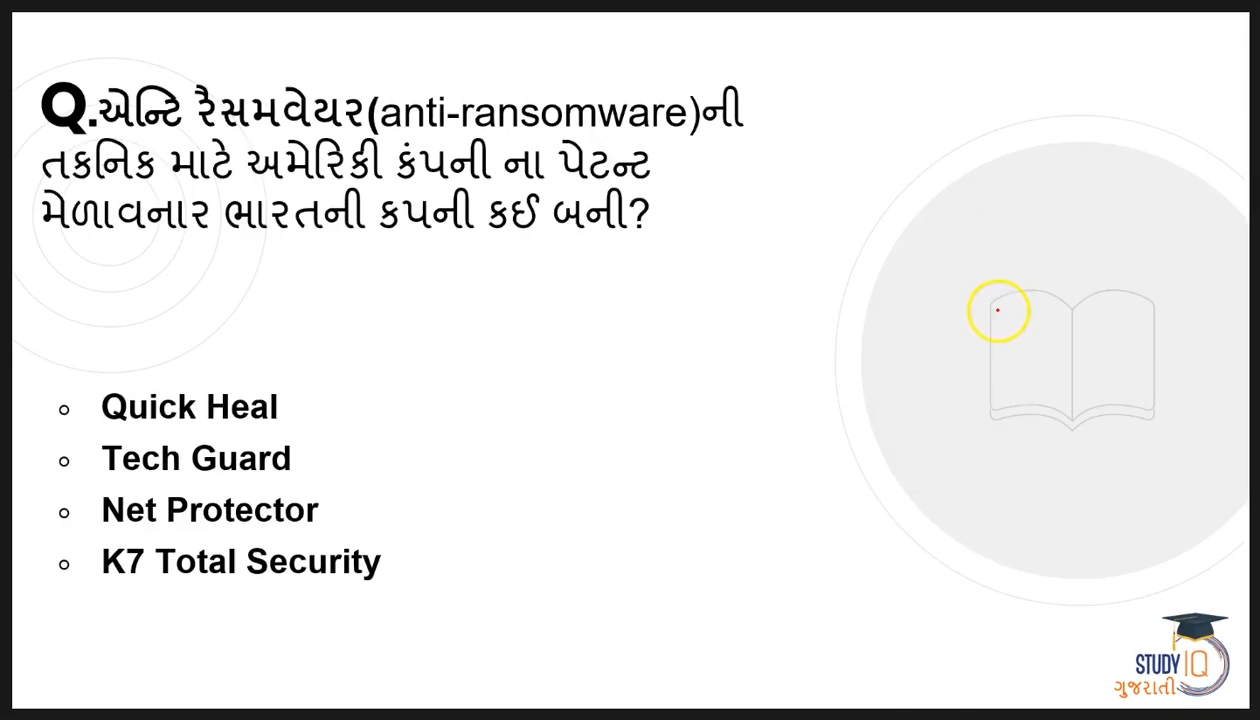 Q.એન્ટિ રૈસમવેયર(anti-ransomware)ની
તકનિક માટે અમેરિકી કંપની ના પેટન્ટ
મેળાવનાર ભારતની કપની કઈ બની?
Quick Heal
Tech Guard
Net Protector
K7 Total Security
STUDY IQ
ગુજરાતી